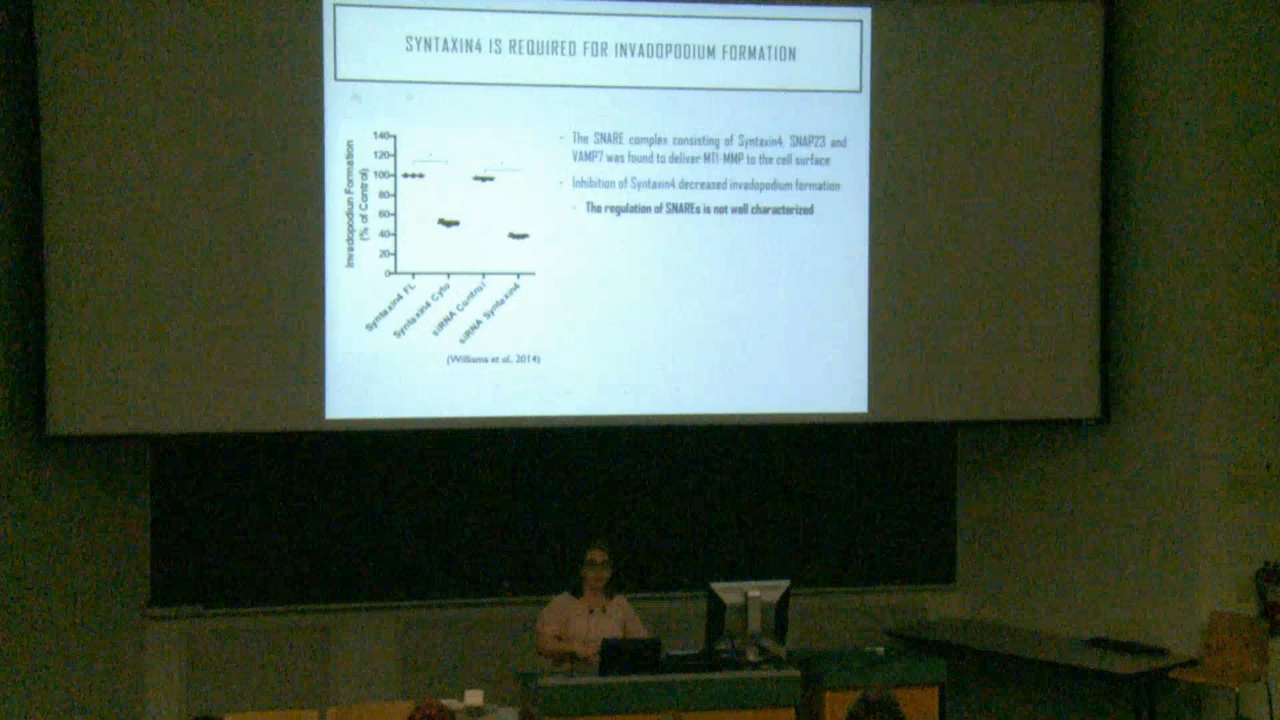 SYNTAXIN4 IS REQUIRED FOR INVADOPODIUM FORMATION
The SNARE complex consisting of Syntaxin4, SNAP23 and
VAMP7 was found to deliver MT1-MMP to the cell surface
Inhibition of Syntaxin4 decreased invadopodium formation
The regulation of SNAREs is not well characterized
Invadopodium Formation
(% of Control)
140
120
100
80
60
40
20
0
Syntaxin4 FL
Syntaxin4 Cyto
siRNA Control
siRNA Syntaxin4
(Williams et al., 2014)